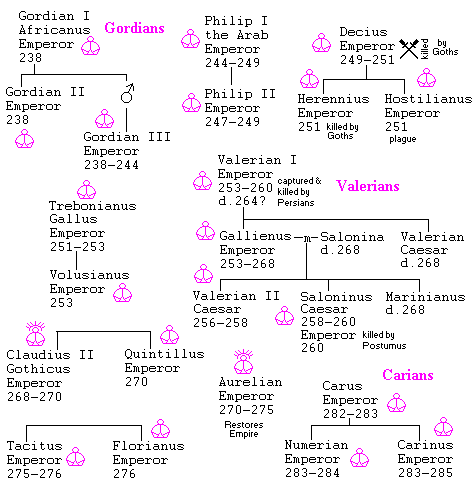 Gordian I
Africanus
Emperor
238
Gordians
Gordian II
Emperor
238
Gordian III
Emperor
238-244
Philip I
the Arab
Emperor
244-249
Philip II
Emperor
247-249
Decius
Emperor
249-251
killed
by
Goths
Herennius
Emperor
251 killed by
Goths
Hostilianus
Emperor
251
plague
Trebonianus
Gallus
Emperor
251-253
Volusianus
Emperor
253
Valerian I
Emperor
253-260
d.264?
captured &
killed by
Persians
Valerians
Gallienus
Emperor
253-268
m
Salonina
d.268
Valerian
Caesar
d.268
Valerian II
Caesar
256-258
Saloninus
Caesar
258-260
Emperor
260
killed by
Postumus
Marinianus
d.268
Claudius II
Gothicus
Emperor
268-270
Quintillus
Emperor
270
Aurelian
Emperor
270-275
Restores
Empire
Carians
Carus
Emperor
282-283
Tacitus
Emperor
275-276
Florianus
Emperor
276
Numerian
Emperor
283-284
Carinus
Emperor
283-285